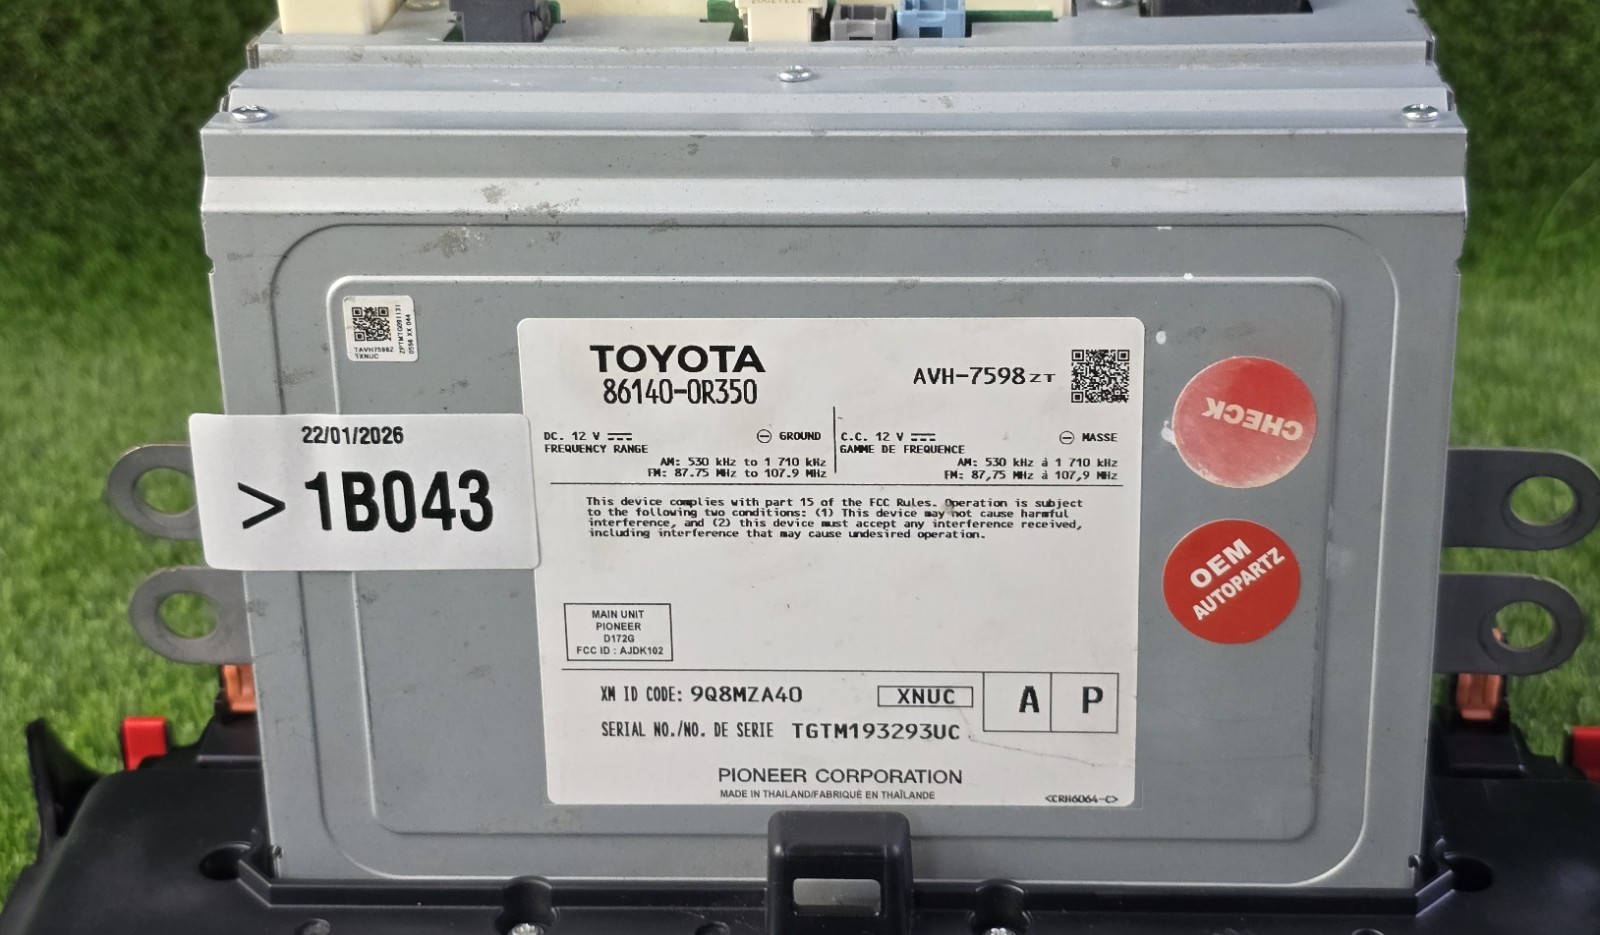 TAVH7598Z
TXNUC
ZPTMTG091131
0556 XX 044
22/01/2026
> 1B043
TOYOTA
86140-0R350
AVH-7598ZT
DC. 12 V
GROUND
FREQUENCY RANGE
AM: 530 kHz to 1 710 kHz
FM: 87.75 MHz to 107.9 MHz
C.C. 12 V
MASSE
GAMME DE FREQUENCE
AM: 530 kHz à 1 710 kHz
FM: 87,75 MHz à 107,9 MHz
This device complies with part 15 of the FCC Rules. Operation is subject
to the following two conditions: (1) This device may not cause harmful
interference, and (2) this device must accept any interference received,
including interference that may cause undesired operation.
MAIN UNIT
PIONEER
D172G
FCC ID : AJDK102
XM ID CODE: 9Q8MZA40
XNUC
A P
SERIAL NO./NO. DE SERIE TGTM193293UC
PIONEER CORPORATION
MADE IN THAILAND/FABRIQUÉ EN THAÏLANDE
<CRH6064-C>
CHECK
OEM
AUTOPARTZ